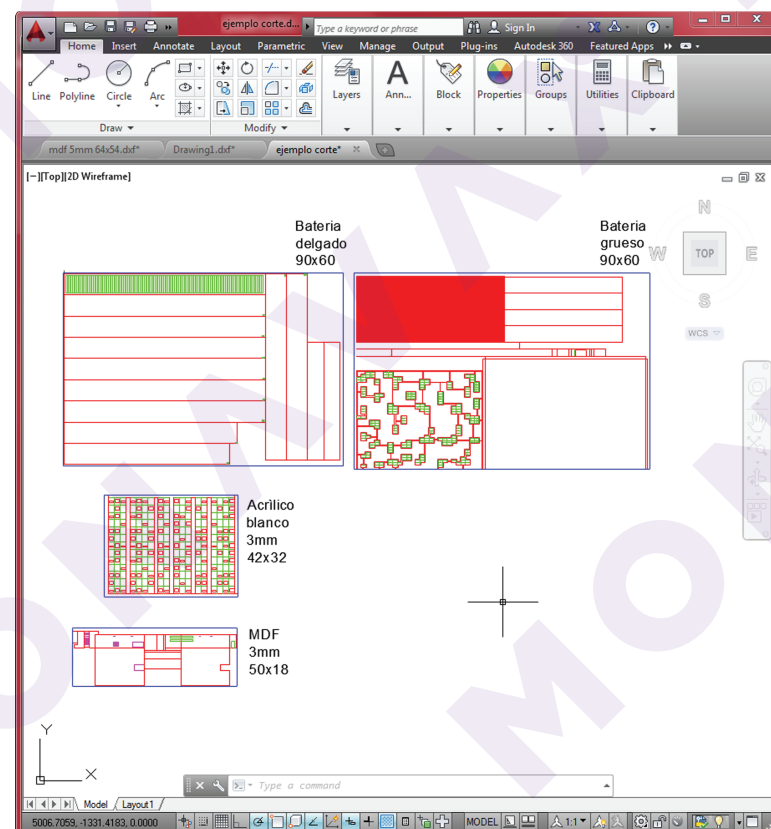 ejemplo corte.d...
Type a keyword or phrase
Sign In
Home Insert Annotate Layout Parametric View Manage Output Plug-ins Autodesk 360 Featured Apps
Line Polyline Circle Arc
Layers Ann... Block Properties Groups Utilities Clipboard
Draw Modify
mdf 5mm 64x54.dxf* Drawing1.dxf* ejemplo corte*
[−][Top][2D Wireframe]
N
W TOP E
S
WCS
Bateria
delgado
90x60
Bateria
grueso
90x60
Acrìlico
blanco
3mm
42x32
MDF
3mm
50x18
Y
X
Type a command
Model Layout1
5006.7059, -1331.4183, 0.0000 MODEL 1:1